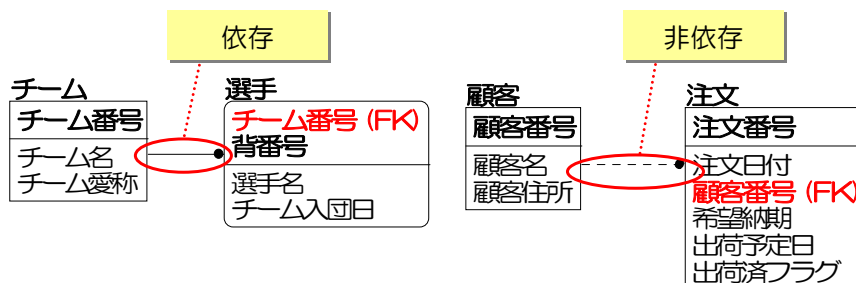 依存
チーム
チーム番号
チーム名
チーム愛称
選手
チーム番号 (FK)
背番号
選手名
チーム入団日
非依存
顧客
顧客番号
顧客名
顧客住所
注文
注文番号
注文日付
顧客番号 (FK)
希望納期
出荷予定日
出荷済フラグ